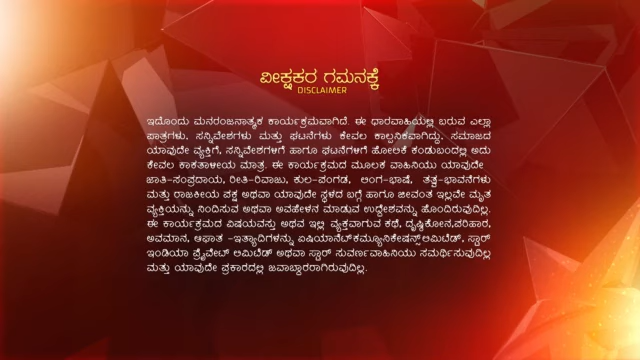 ವೀಕ್ಷಕರ ಗಮನಕ್ಕೆ
DISCLAIMER
ಇದೊಂದು ಮನರಂಜನಾತ್ಮಕ ಕಾರ್ಯಕ್ರಮವಾಗಿದೆ. ಈ ಧಾರವಾಹಿಯಲ್ಲಿ ಬರುವ ಎಲ್ಲಾ
ಪಾತ್ರಗಳು, ಸನ್ನಿವೇಶಗಳು ಮತ್ತು ಘಟನೆಗಳು ಕೇವಲ ಕಾಲ್ಪನಿಕವಾಗಿದ್ದು, ಸಮಾಜದ
ಯಾವುದೇ ವ್ಯಕ್ತಿಗೆ, ಸನ್ನಿವೇಶಗಳಿಗೆ ಹಾಗೂ ಘಟನೆಗಳಿಗೆ ಹೋಲಿಕೆ ಕಂಡುಬಂದಲ್ಲಿ ಅದು
ಕೇವಲ ಕಾಕತಾಳೀಯ ಮಾತ್ರ. ಈ ಕಾರ್ಯಕ್ರಮದ ಮೂಲಕ ವಾಹಿನಿಯು ಯಾವುದೇ
ಜಾತಿ-ಸಂಪ್ರದಾಯ, ರೀತಿ-ರಿವಾಜು, ಕುಲ-ಪಂಗಡ, ಲಿಂಗ-ಭಾಷೆ, ತತ್ವ-ಭಾವನೆಗಳು
ಮತ್ತು ರಾಜಕೀಯ ಪಕ್ಷ ಅಥವಾ ಯಾವುದೇ ಸ್ಥಳದ ಬಗ್ಗೆ ಹಾಗೂ ಜೀವಂತ ಇಲ್ಲವೇ ಮೃತ
ವ್ಯಕ್ತಿಯನ್ನು ನಿಂದಿಸುವ ಅಥವಾ ಅವಹೇಳನ ಮಾಡುವ ಉದ್ದೇಶವನ್ನು ಹೊಂದಿರುವುದಿಲ್ಲ.
ಈ ಕಾರ್ಯಕ್ರಮದ ವಿಷಯವಸ್ತು ಅಥವ ಇಲ್ಲಿ ವ್ಯಕ್ತವಾಗುವ ಕಥೆ, ದೃಷ್ಟಿಕೋನ,ಪರಿಹಾರ,
ಅವಮಾನ, ಆಘಾತ -ಇತ್ಯಾದಿಗಳನ್ನು ಏಷಿಯಾನೆಟ್‌ಕಮ್ಯೂನಿಕೇಷನ್ಸ್ ಲಿಮಿಟೆಡ್, ಸ್ಟಾರ್
ಇಂಡಿಯಾ ಪ್ರೈವೇಟ್ ಲಿಮಿಟೆಡ್ ಅಥವಾ ಸ್ಟಾರ್ ಸುವರ್ಣವಾಹಿನಿಯು ಸಮರ್ಥಿಸುವುದಿಲ್ಲ
ಮತ್ತು ಯಾವುದೇ ಪ್ರಕಾರದಲ್ಲಿ ಜವಾಬ್ದಾರರಾಗಿರುವುದಿಲ್ಲ.